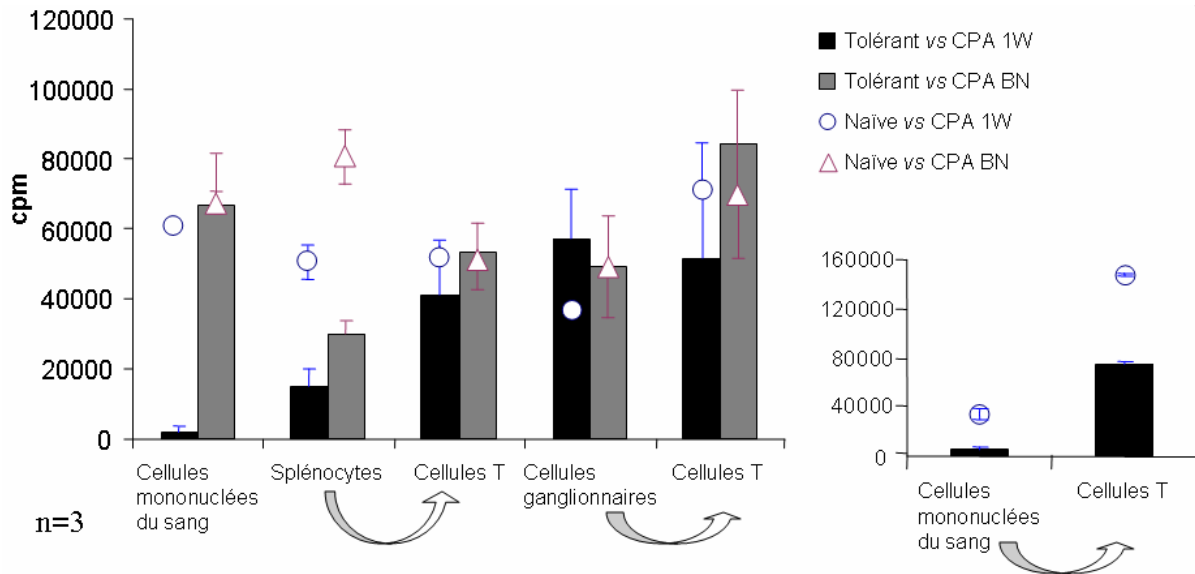 120000
100000
80000
60000
40000
20000
0
cpm
Cellules
mononuclées
du sang
Splénocytes
Cellules T
Cellules
ganglionnaires
Cellules T
n=3
Tolérant vs CPA 1W
Tolérant vs CPA BN
Naïve vs CPA 1W
Naïve vs CPA BN
1600000
120000
80000
40000
0
Cellules
mononuclées
du sang
Cellules T